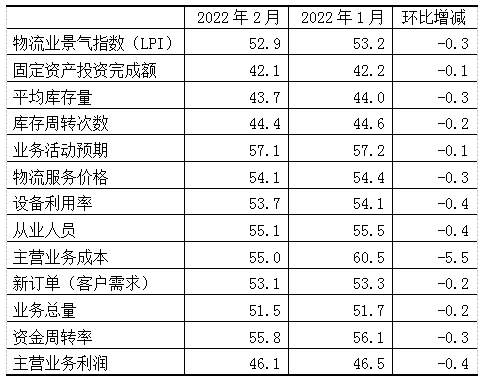 2022年2月 2022年1月 环比增减
物流业景气指数（LPI） 52.9 53.2 -0.3
固定资产投资完成额 42.1 42.2 -0.1
平均库存量 43.7 44.0 -0.3
库存周转次数 44.4 44.6 -0.2
业务活动预期 57.1 57.2 -0.1
物流服务价格 54.1 54.4 -0.3
设备利用率 53.7 54.1 -0.4
从业人员 55.1 55.5 -0.4
主营业务成本 55.0 60.5 -5.5
新订单（客户需求） 53.1 53.3 -0.2
业务总量 51.5 51.7 -0.2
资金周转率 55.8 56.1 -0.3
主营业务利润 46.1 46.5 -0.4